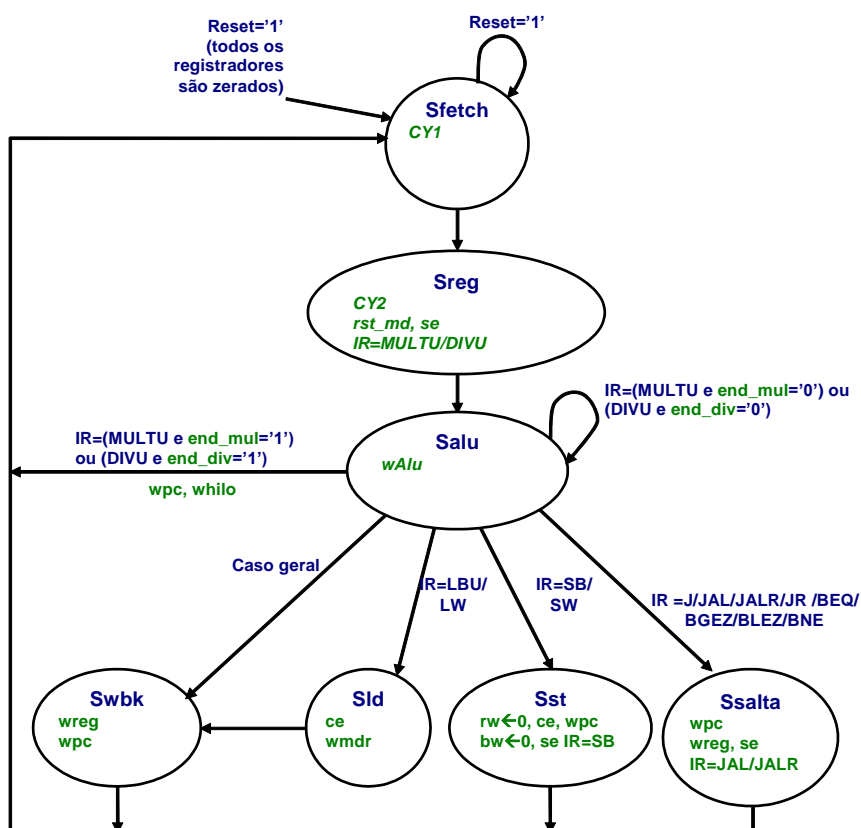 Reset='1'
(todos os
registradores
são zerados)
Reset='1'
Sfetch
CY1
Sreg
CY2
rst_md, se
IR=MULTU/DIVU
IR=(MULTU e end_mul='0') ou
(DIVU e end_div='0')
Salu
wAlu
IR=(MULTU e end_mul='1')
ou (DIVU e end_div='1')
wpc, whilo
Caso geral
IR=LBU/
LW
IR=SB/
SW
IR =J/JAL/JALR/JR /BEQ/
BGEZ/BLEZ/BNE
Swbk
wreg
wpc
Sld
ce
wmdr
Sst
rw←0, ce, wpc
bw←0, se IR=SB
Ssalta
wpc
wreg, se
IR=JAL/JALR